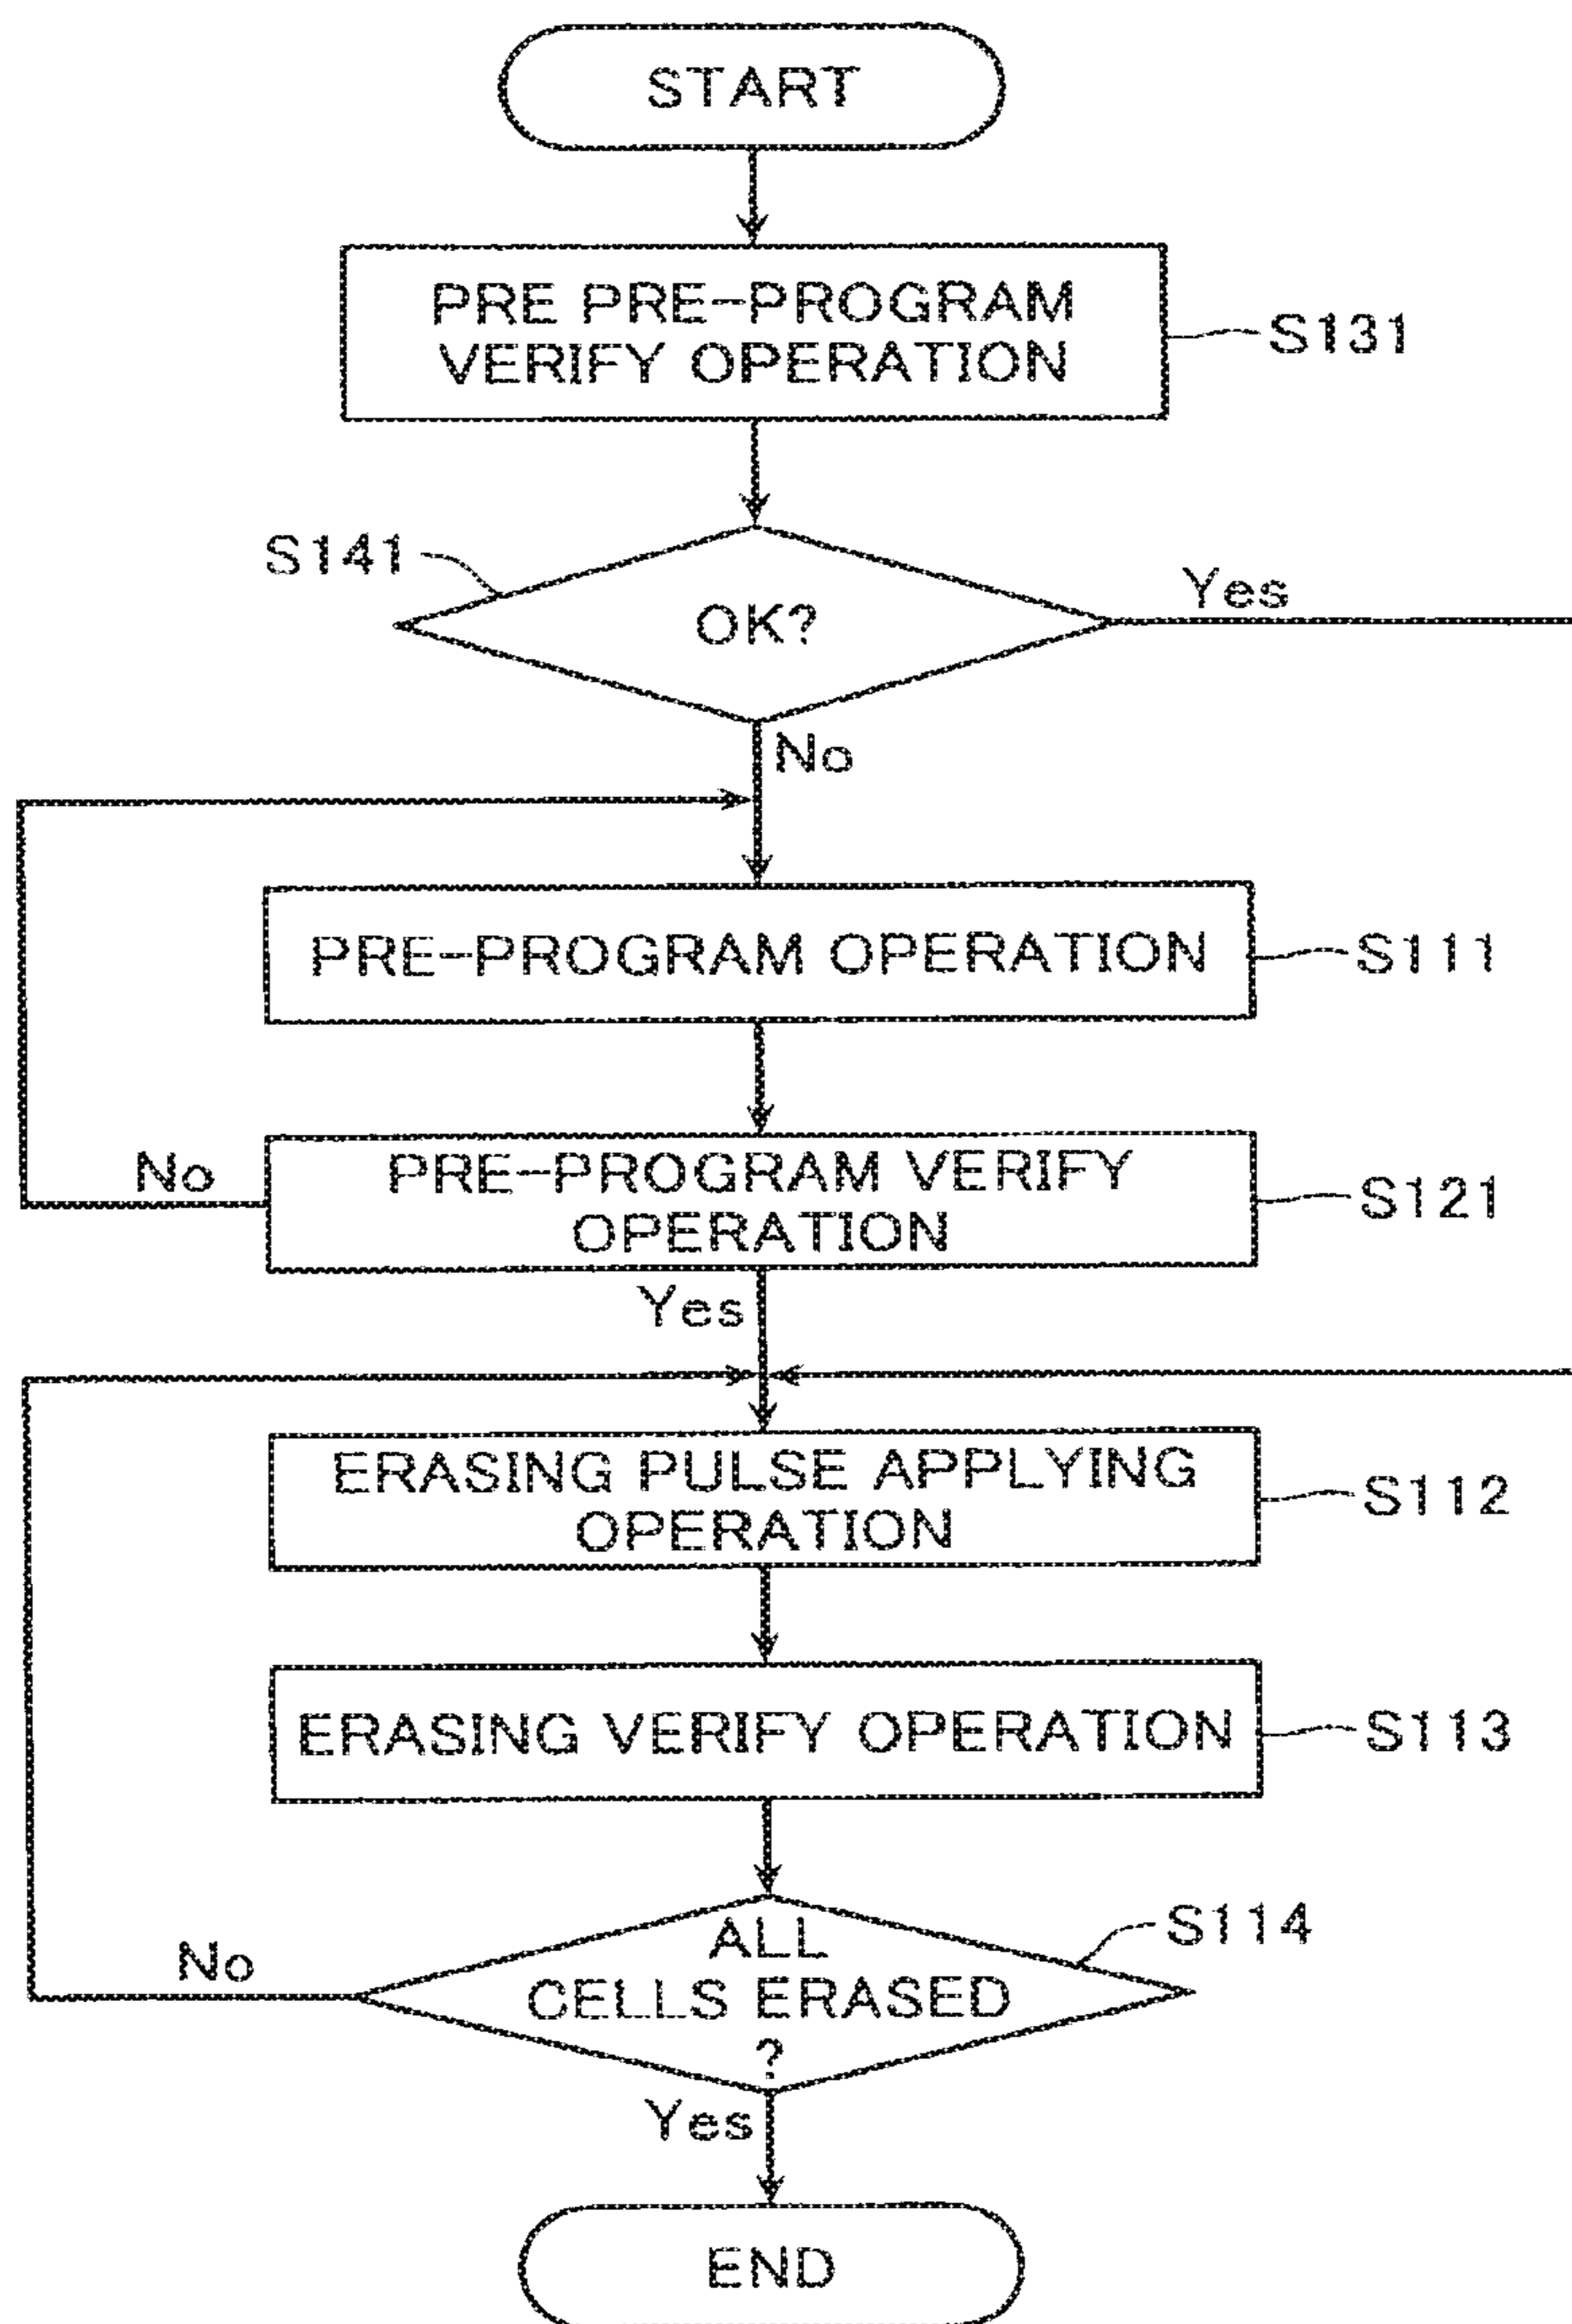 START
PRE PRE-PROGRAM
VERIFY OPERATION
S131
S141
OK?
Yes
No
PRE-PROGRAM OPERATION
S111
PRE-PROGRAM VERIFY
OPERATION
S121
No
Yes
ERASING PULSE APPLYING
OPERATION
S112
ERASING VERIFY OPERATION
S113
ALL
CELLS ERASED
?
S114
No
Yes
END